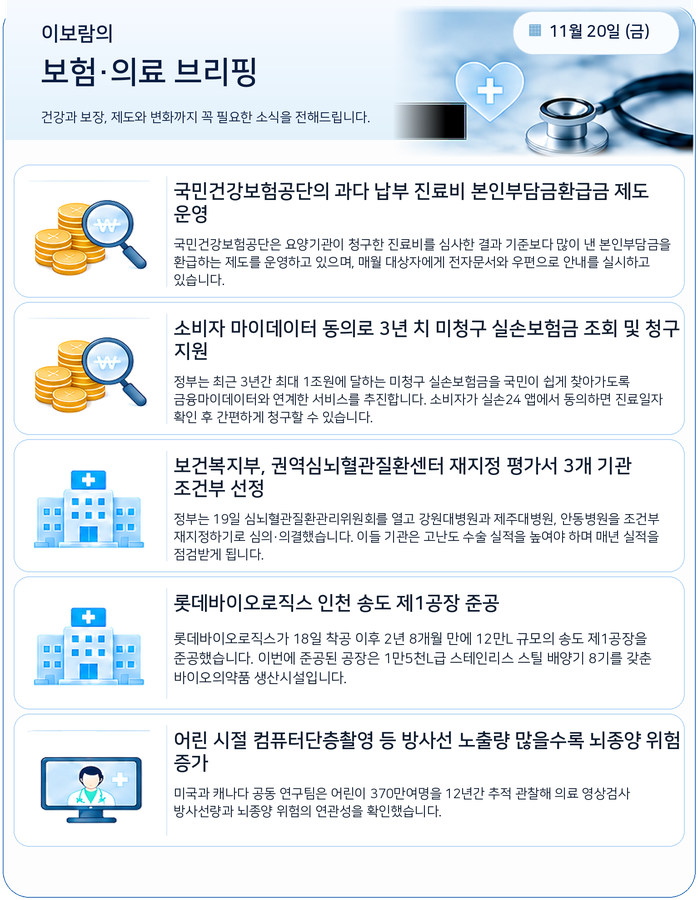 이보람의
11월 20일 (금)
보험·의료 브리핑
건강과 보장, 제도와 변화까지 꼭 필요한 소식을 전해드립니다.
국민건강보험공단의 과다 납부 진료비 본인부담금환급금 제도
운영
국민건강보험공단은 요양기관이 청구한 진료비를 심사한 결과 기준보다 많이 낸 본인부담금을
환급하는 제도를 운영하고 있으며, 매월 대상자에게 전자문서와 우편으로 안내를 실시하고
있습니다.
소비자 마이데이터 동의로 3년 치 미청구 실손보험금 조회 및 청구
지원
정부는 최근 3년간 최대 1조원에 달하는 미청구 실손보험금을 국민이 쉽게 찾아가도록
금융마이데이터와 연계한 서비스를 추진합니다. 소비자가 실손24 앱에서 동의하면 진료일자
확인 후 간편하게 청구할 수 있습니다.
보건복지부, 권역심뇌혈관질환센터 재지정 평가서 3개 기관
조건부 선정
정부는 19일 심뇌혈관질환관리위원회를 열고 강원대병원과 제주대병원, 안동병원을 조건부
재지정하기로 심의·의결했습니다. 이들 기관은 고난도 수술 실적을 높여야 하며 매년 실적을
점검받게 됩니다.
롯데바이오로직스 인천 송도 제1공장 준공
롯데바이오로직스가 18일 착공 이후 2년 8개월 만에 12만L 규모의 송도 제1공장을
준공했습니다. 이번에 준공된 공장은 1만5천L급 스테인리스 스틸 배양기 8기를 갖춘
바이오의약품 생산시설입니다.
어린 시절 컴퓨터단층촬영 등 방사선 노출량 많을수록 뇌종양 위험
증가
미국과 캐나다 공동 연구팀은 어린이 370만여명을 12년간 추적 관찰해 의료 영상검사
방사선량과 뇌종양 위험의 연관성을 확인했습니다.